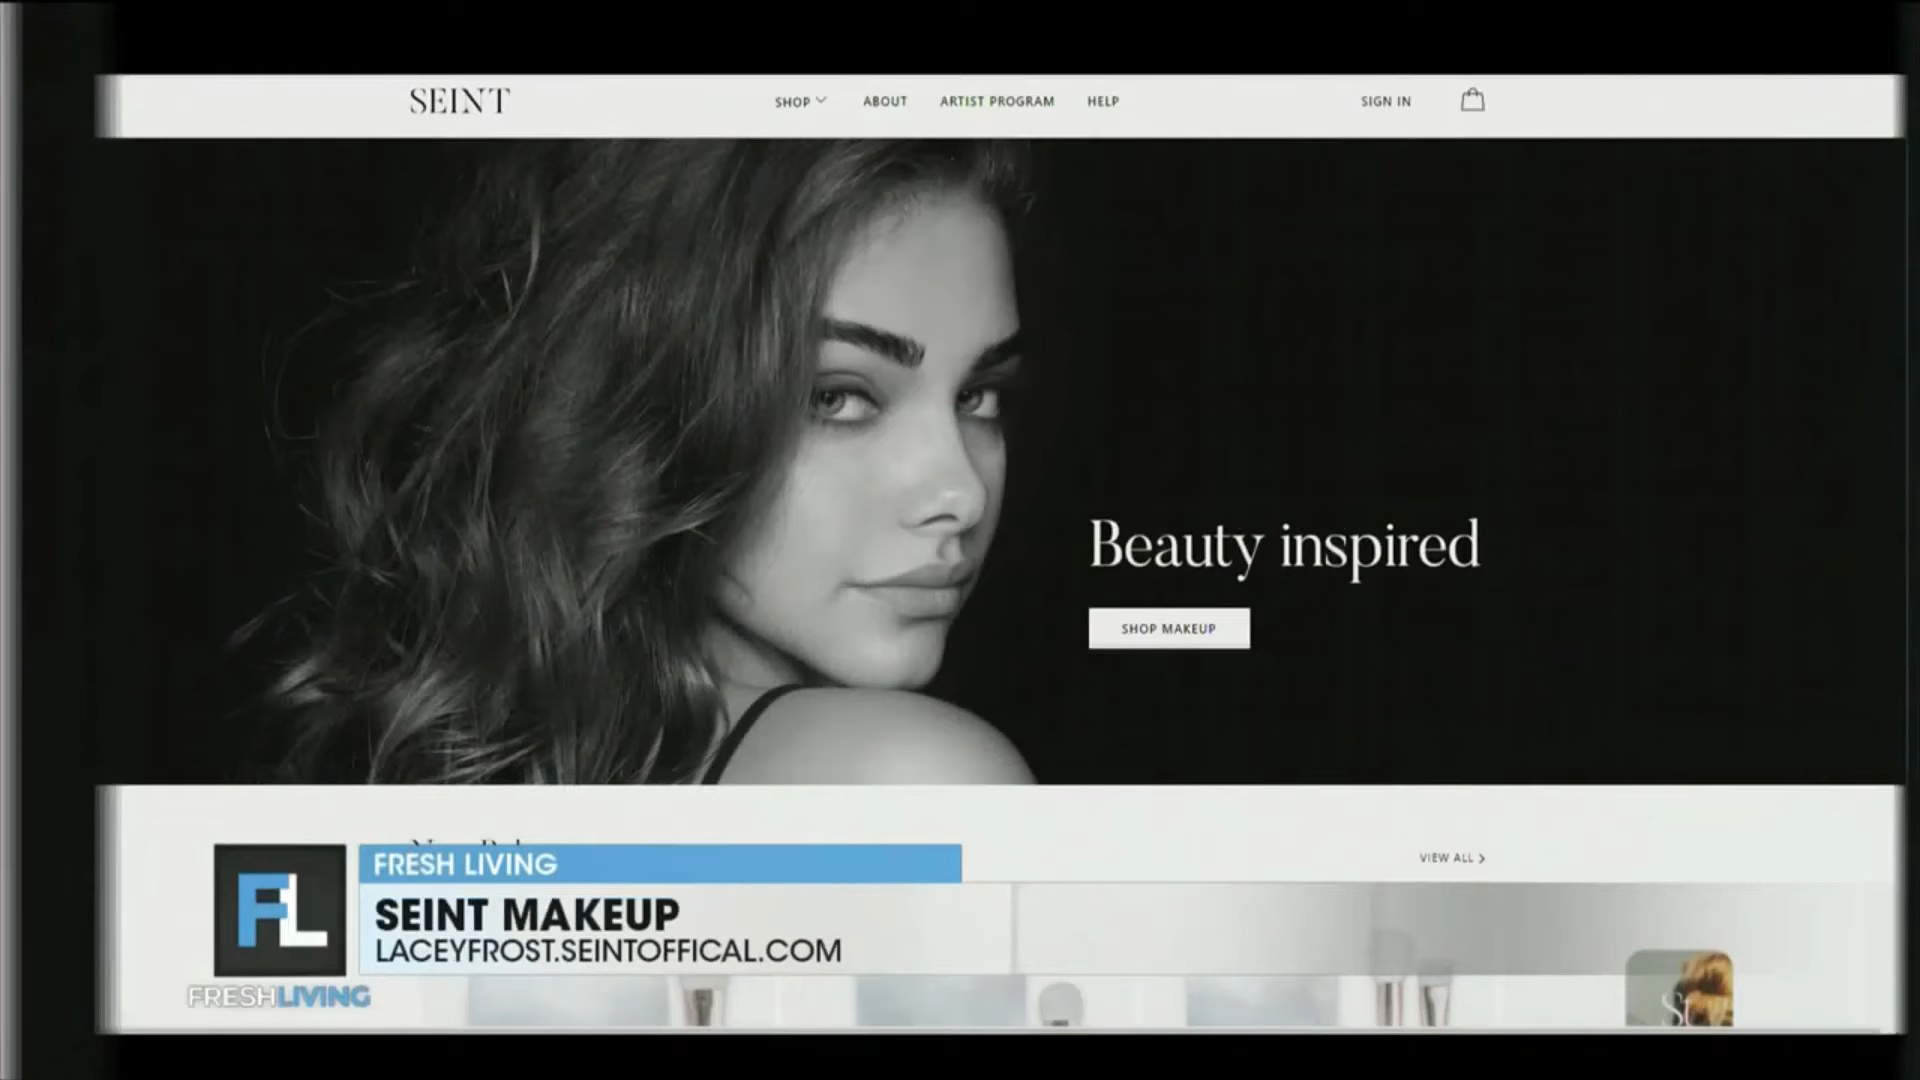 SEINT
SHOP
ABOUT
ARTIST PROGRAM
HELP
SIGN IN
Beauty inspired
SHOP MAKEUP
VIEW ALL
FL
FRESH LIVING
SEINT MAKEUP
LACEYFROST.SEINTOFFICAL.COM
FRESHLIVING